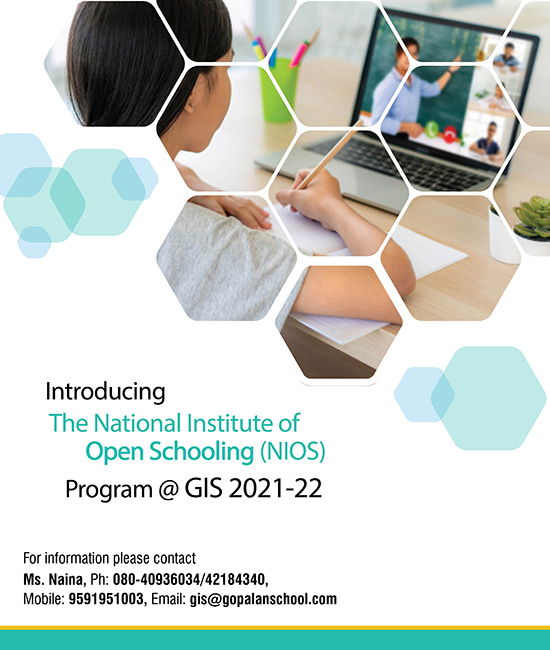 Introducing
The National Institute of
Open Schooling (NIOS)
Program @ GIS 2021-22
For information please contact
Ms. Naina, Ph: 080-40936034/42184340,
Mobile: 9591951003, Email: gis@gopalanschool.com